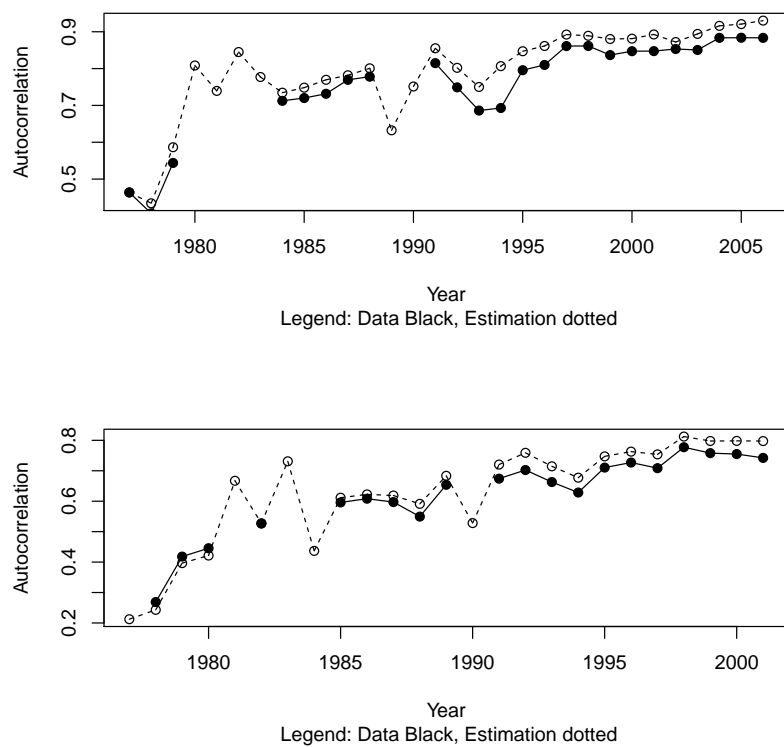 Autocorrelation
0.9
0.7
0.5
1980 1985 1990 1995 2000 2005
Year
Legend: Data Black, Estimation dotted
Autocorrelation
0.8
0.6
0.4
0.2
1980 1985 1990 1995 2000
Year
Legend: Data Black, Estimation dotted